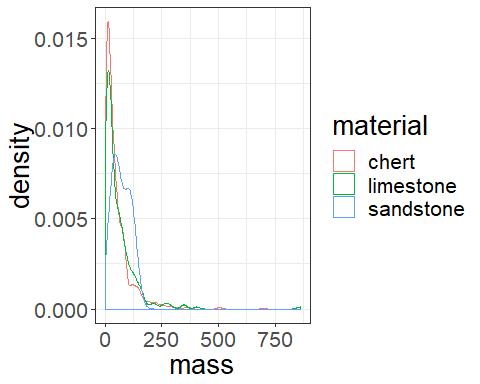 0.015
0.010
0.005
0.000
density
0 250 500 750
mass
material
chert
limestone
sandstone